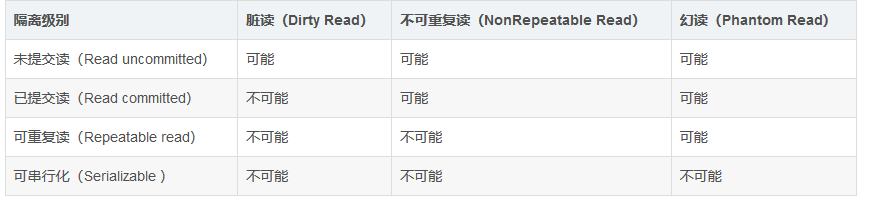 隔离级别 脏读（Dirty Read） 不可重复读（NonRepeatable Read） 幻读（Phantom Read）
未提交读（Read uncommitted） 可能 可能 可能
已提交读（Read committed） 不可能 可能 可能
可重复读（Repeatable read） 不可能 不可能 可能
可串行化（Serializable ） 不可能 不可能 不可能